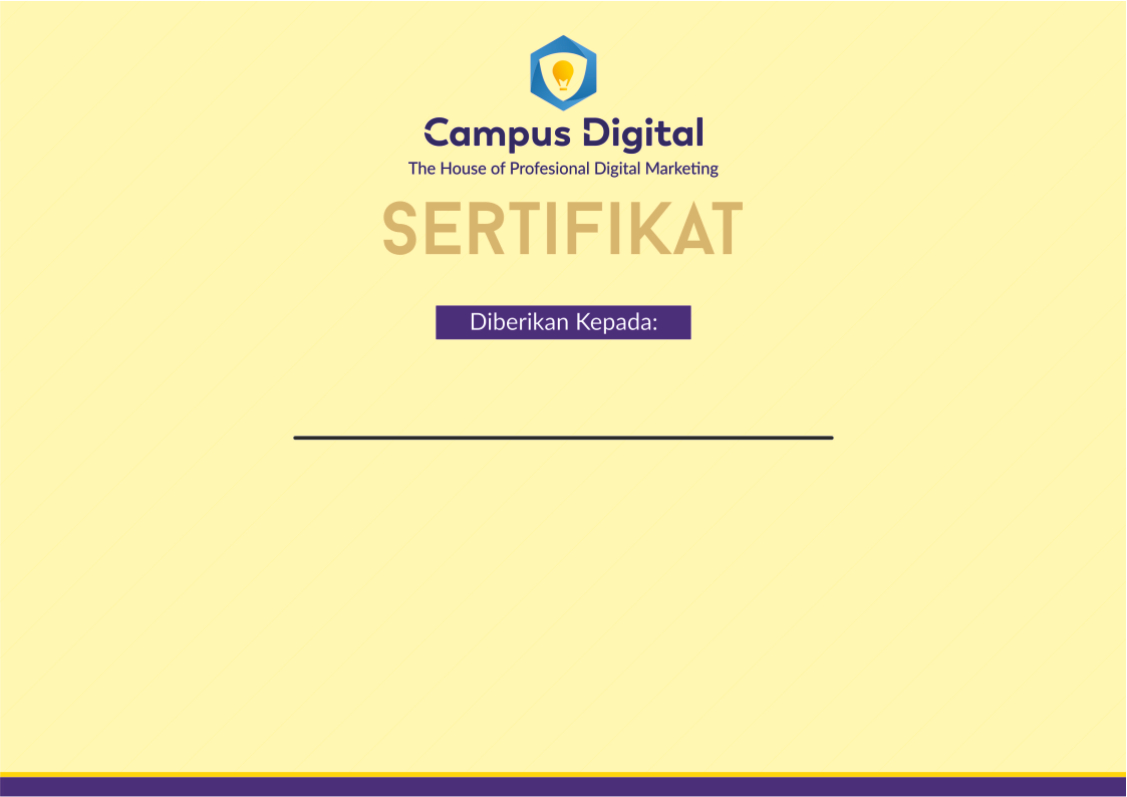 Campus Digital
The House of Profesional Digital Marketing
SERTIFIKAT
Diberikan Kepada: